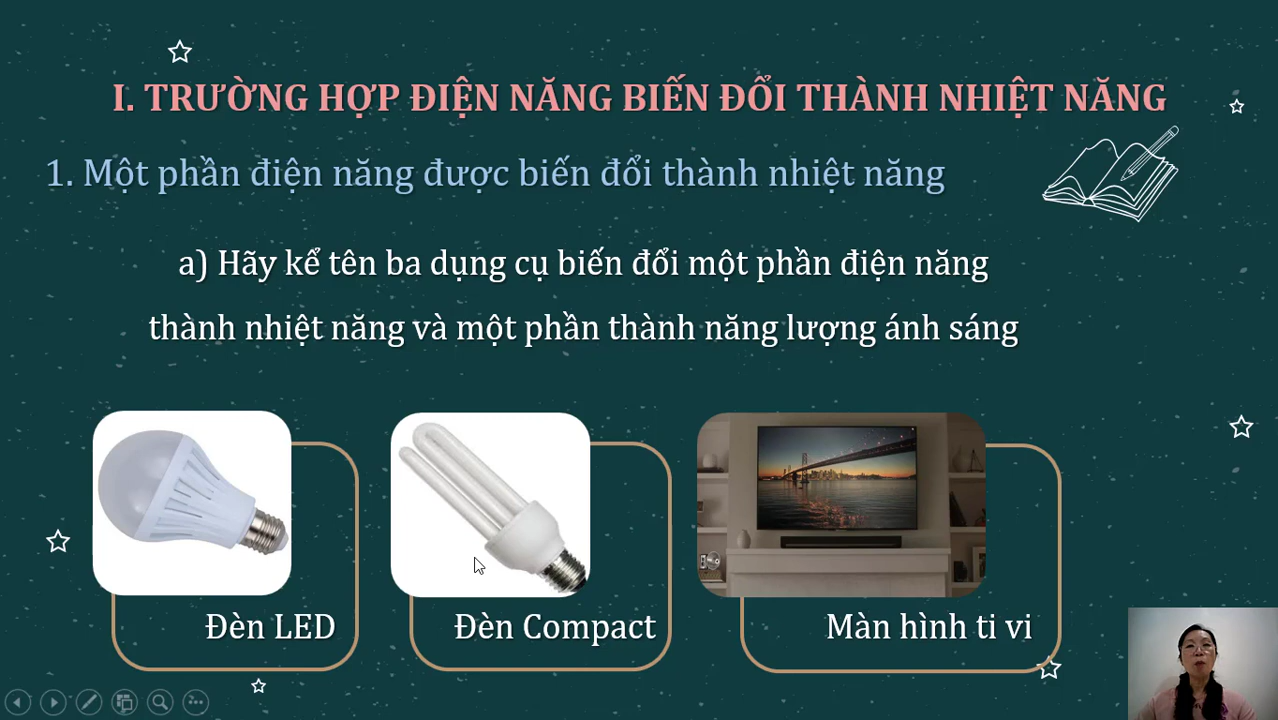 I. TRƯỜNG HỢP ĐIỆN NĂNG BIẾN ĐỔI THÀNH NHIỆT NĂNG
1. Một phần điện năng được biến đổi thành nhiệt năng
a) Hãy kể tên ba dụng cụ biến đổi một phần điện năng
thành nhiệt năng và một phần thành năng lượng ánh sáng
Đèn LED
Đèn Compact
Màn hình ti vi